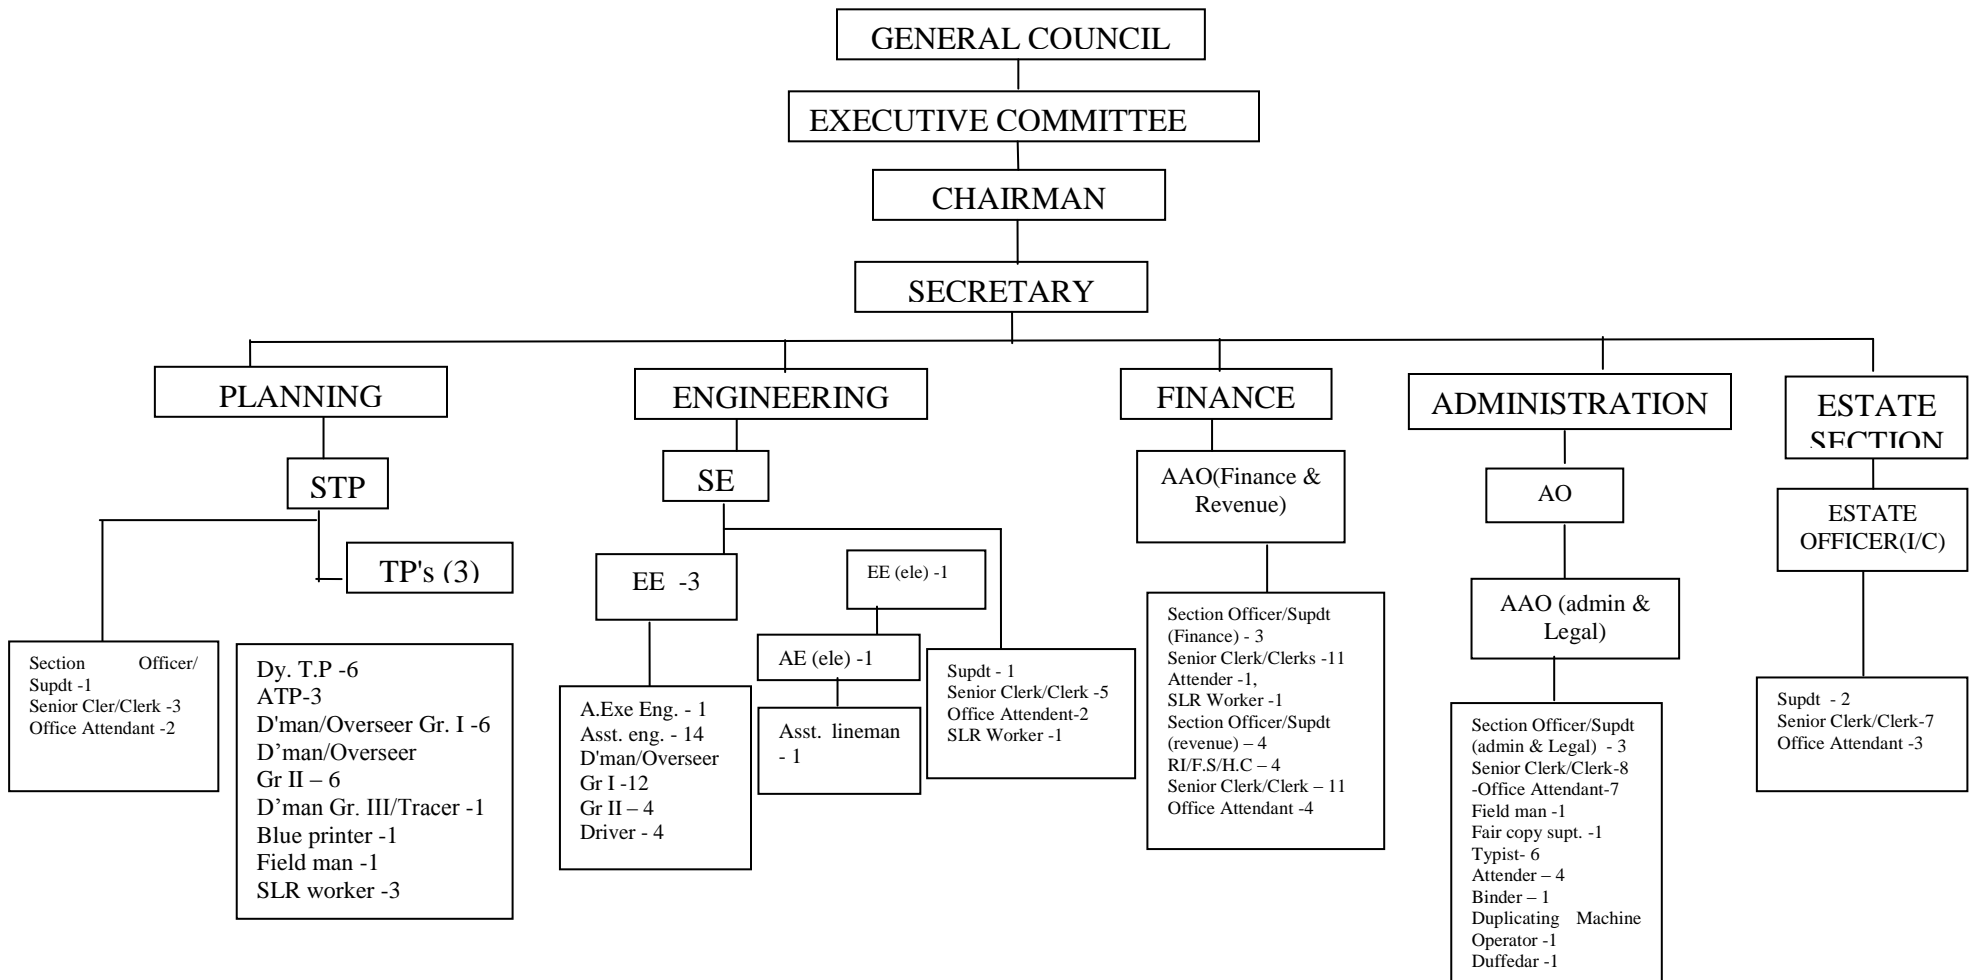 GENERAL COUNCIL
EXECUTIVE COMMITTEE
CHAIRMAN
SECRETARY
PLANNING
ENGINEERING
FINANCE
ADMINISTRATION
ESTATE
SECTION
STP
TP's (3)
Section Officer/
Supdt -1
Senior Cler/Clerk -3
Office Attendant -2
Dy. T.P -6
ATP-3
D'man/Overseer Gr. I -6
D’man/Overseer
Gr II – 6
D’man Gr. III/Tracer -1
Blue printer -1
Field man -1
SLR worker -3
SE
EE -3
A.Exe Eng. - 1
Asst. eng. - 14
D'man/Overseer
Gr I -12
Gr II – 4
Driver - 4
EE (ele) -1
AE (ele) -1
Asst. lineman
- 1
Supdt - 1
Senior Clerk/Clerk -5
Office Attendent-2
SLR Worker -1
AAO(Finance &
Revenue)
Section Officer/Supdt
(Finance) - 3
Senior Clerk/Clerks -11
Attender -1,
SLR Worker -1
Section Officer/Supdt
(revenue) – 4
RI/F.S/H.C – 4
Senior Clerk/Clerk – 11
Office Attendant -4
AO
AAO (admin &
Legal)
Section Officer/Supdt
(admin & Legal) - 3
Senior Clerk/Clerk-8
-Office Attendant-7
Field man -1
Fair copy supt. -1
Typist- 6
Attender – 4
Binder – 1
Duplicating Machine
Operator -1
Duffedar -1
ESTATE
OFFICER(I/C)
Supdt - 2
Senior Clerk/Clerk-7
Office Attendant -3